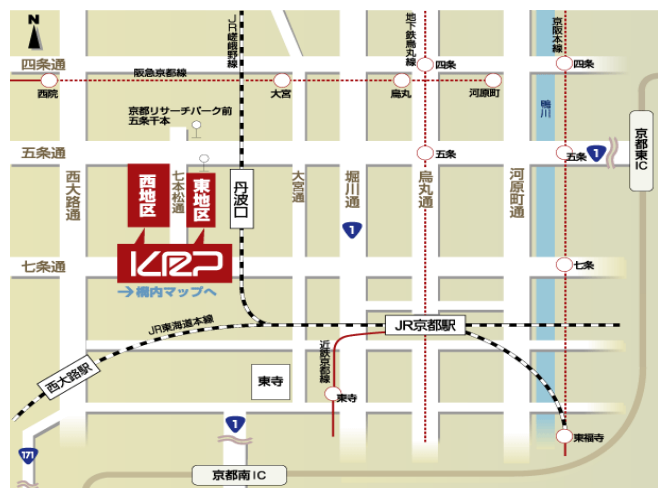 N
JR嵯峨野線
地下鉄烏丸線
京阪本線
四条通
阪急京都線
西院
大宮
烏丸
四条
河原町
四条
京都リサーチパーク前
五条千本
鴨川
京都東IC
五条通
五条
五条
1
西大路通
西地区
七本松通
東地区
丹波口
大宮通
堀川通
1
烏丸通
河原町通
七条通
KRP
七条
→構内マップへ
JR東海道本線
JR京都駅
近鉄京都線
西大路駅
東寺
東寺
1
171
東福寺
京都南IC